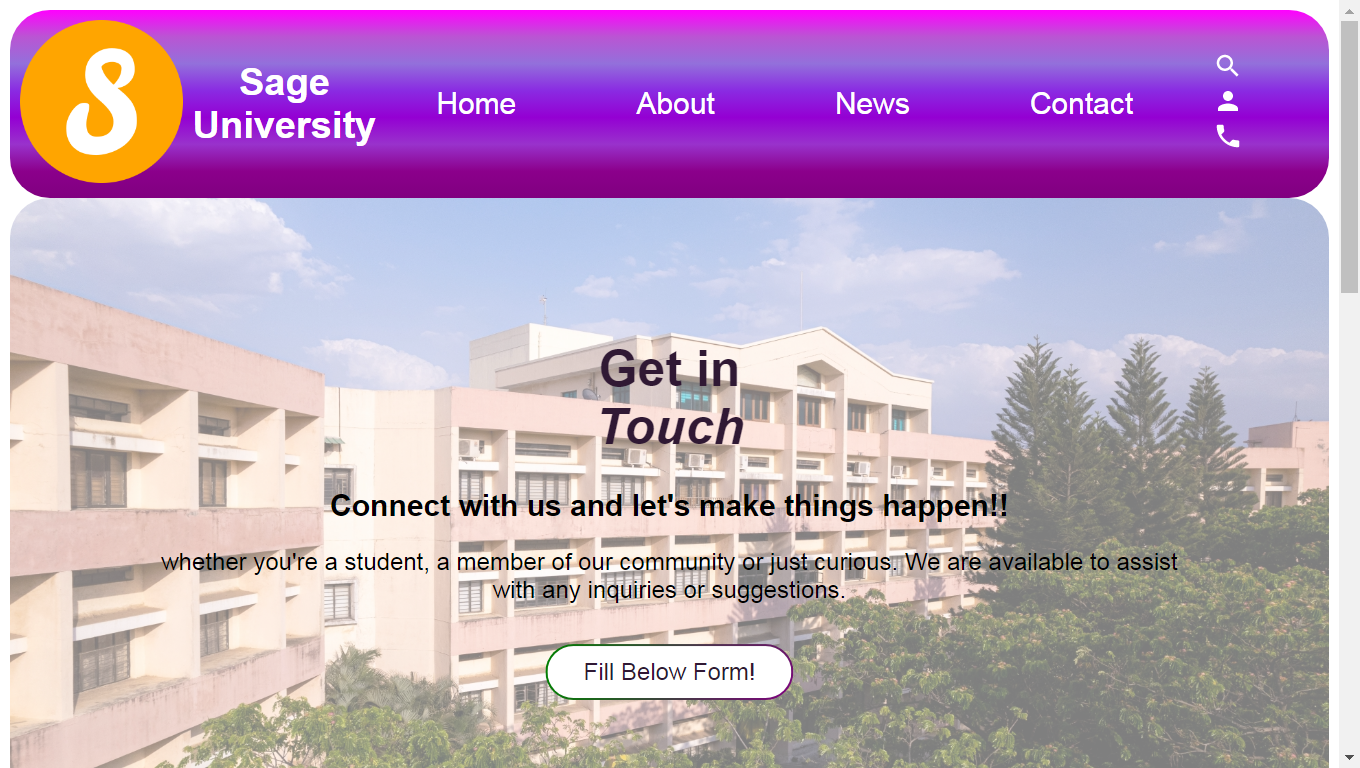 S
Sage
University
Home
About
News
Contact
Get in
Touch
Connect with us and let's make things happen!!
whether you're a student, a member of our community or just curious. We are available to assist
with any inquiries or suggestions.
Fill Below Form!